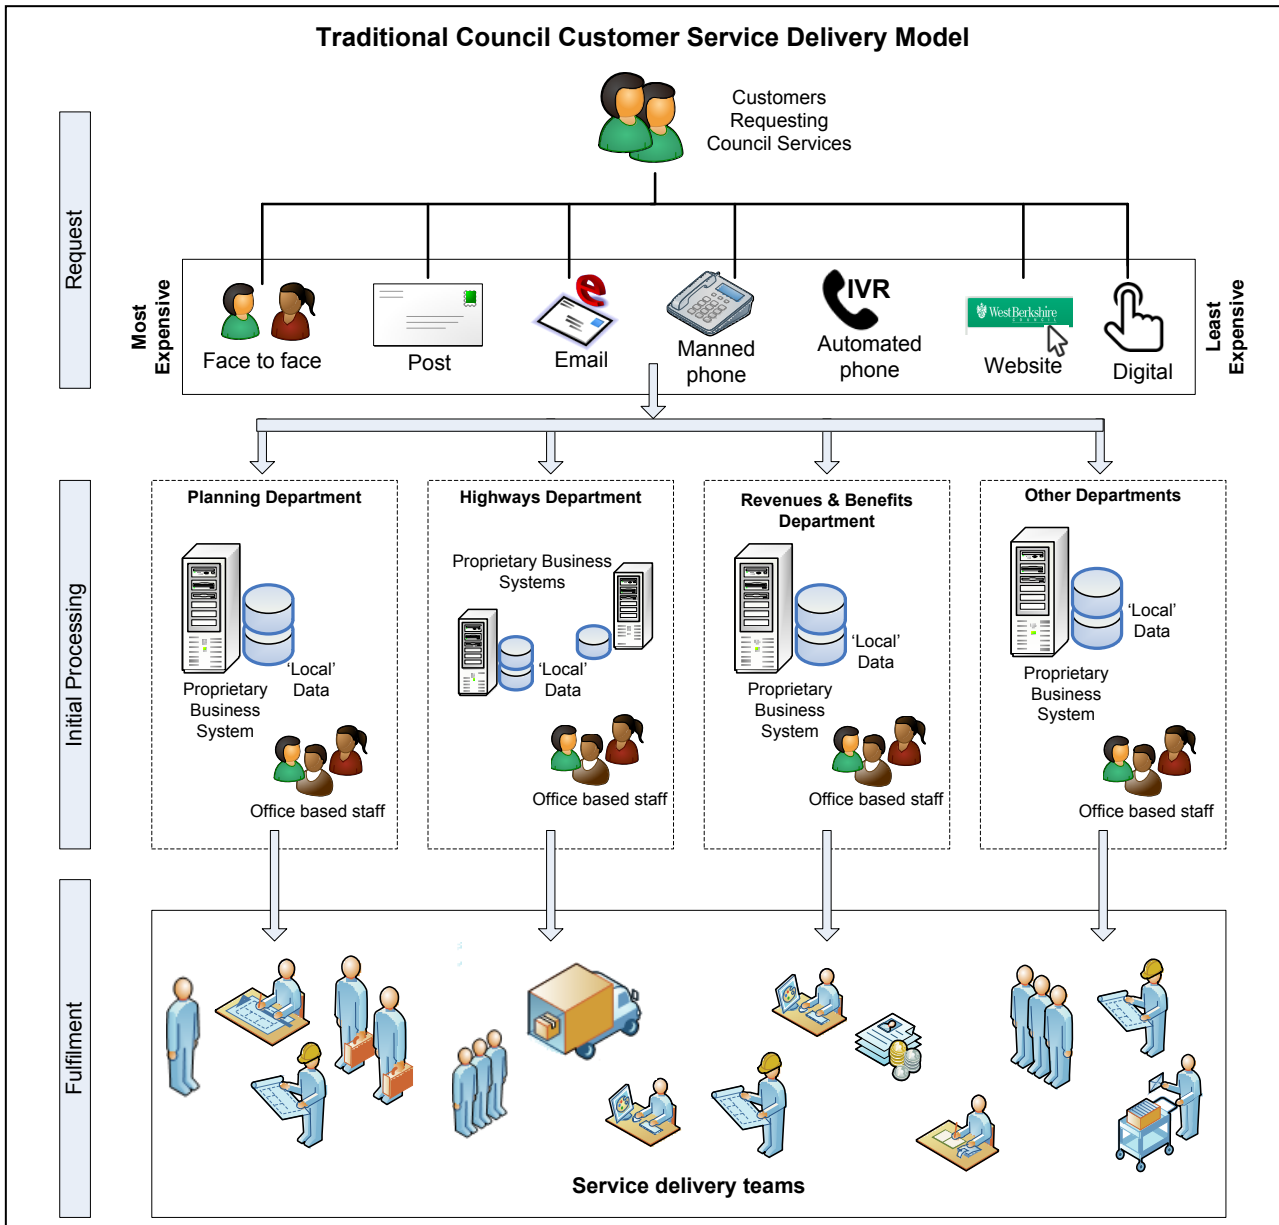 Traditional Council Customer Service Delivery Model
Customers
Requesting
Council Services
Request
Most
Expensive
Least
Expensive
Face to face
Post
e
Email
Manned
phone
IVR
Automated
phone
West Berkshire
COUNCIL
Website
Digital
Initial Processing
Planning Department
'Local'
Data
Proprietary
Business
System
Office based staff
Highways Department
Proprietary Business
Systems
'Local'
Data
Office based staff
Revenues & Benefits
Department
'Local'
Data
Proprietary
Business
System
Office based staff
Other Departments
'Local'
Data
Proprietary
Business
System
Office based staff
Fulfilment
Service delivery teams